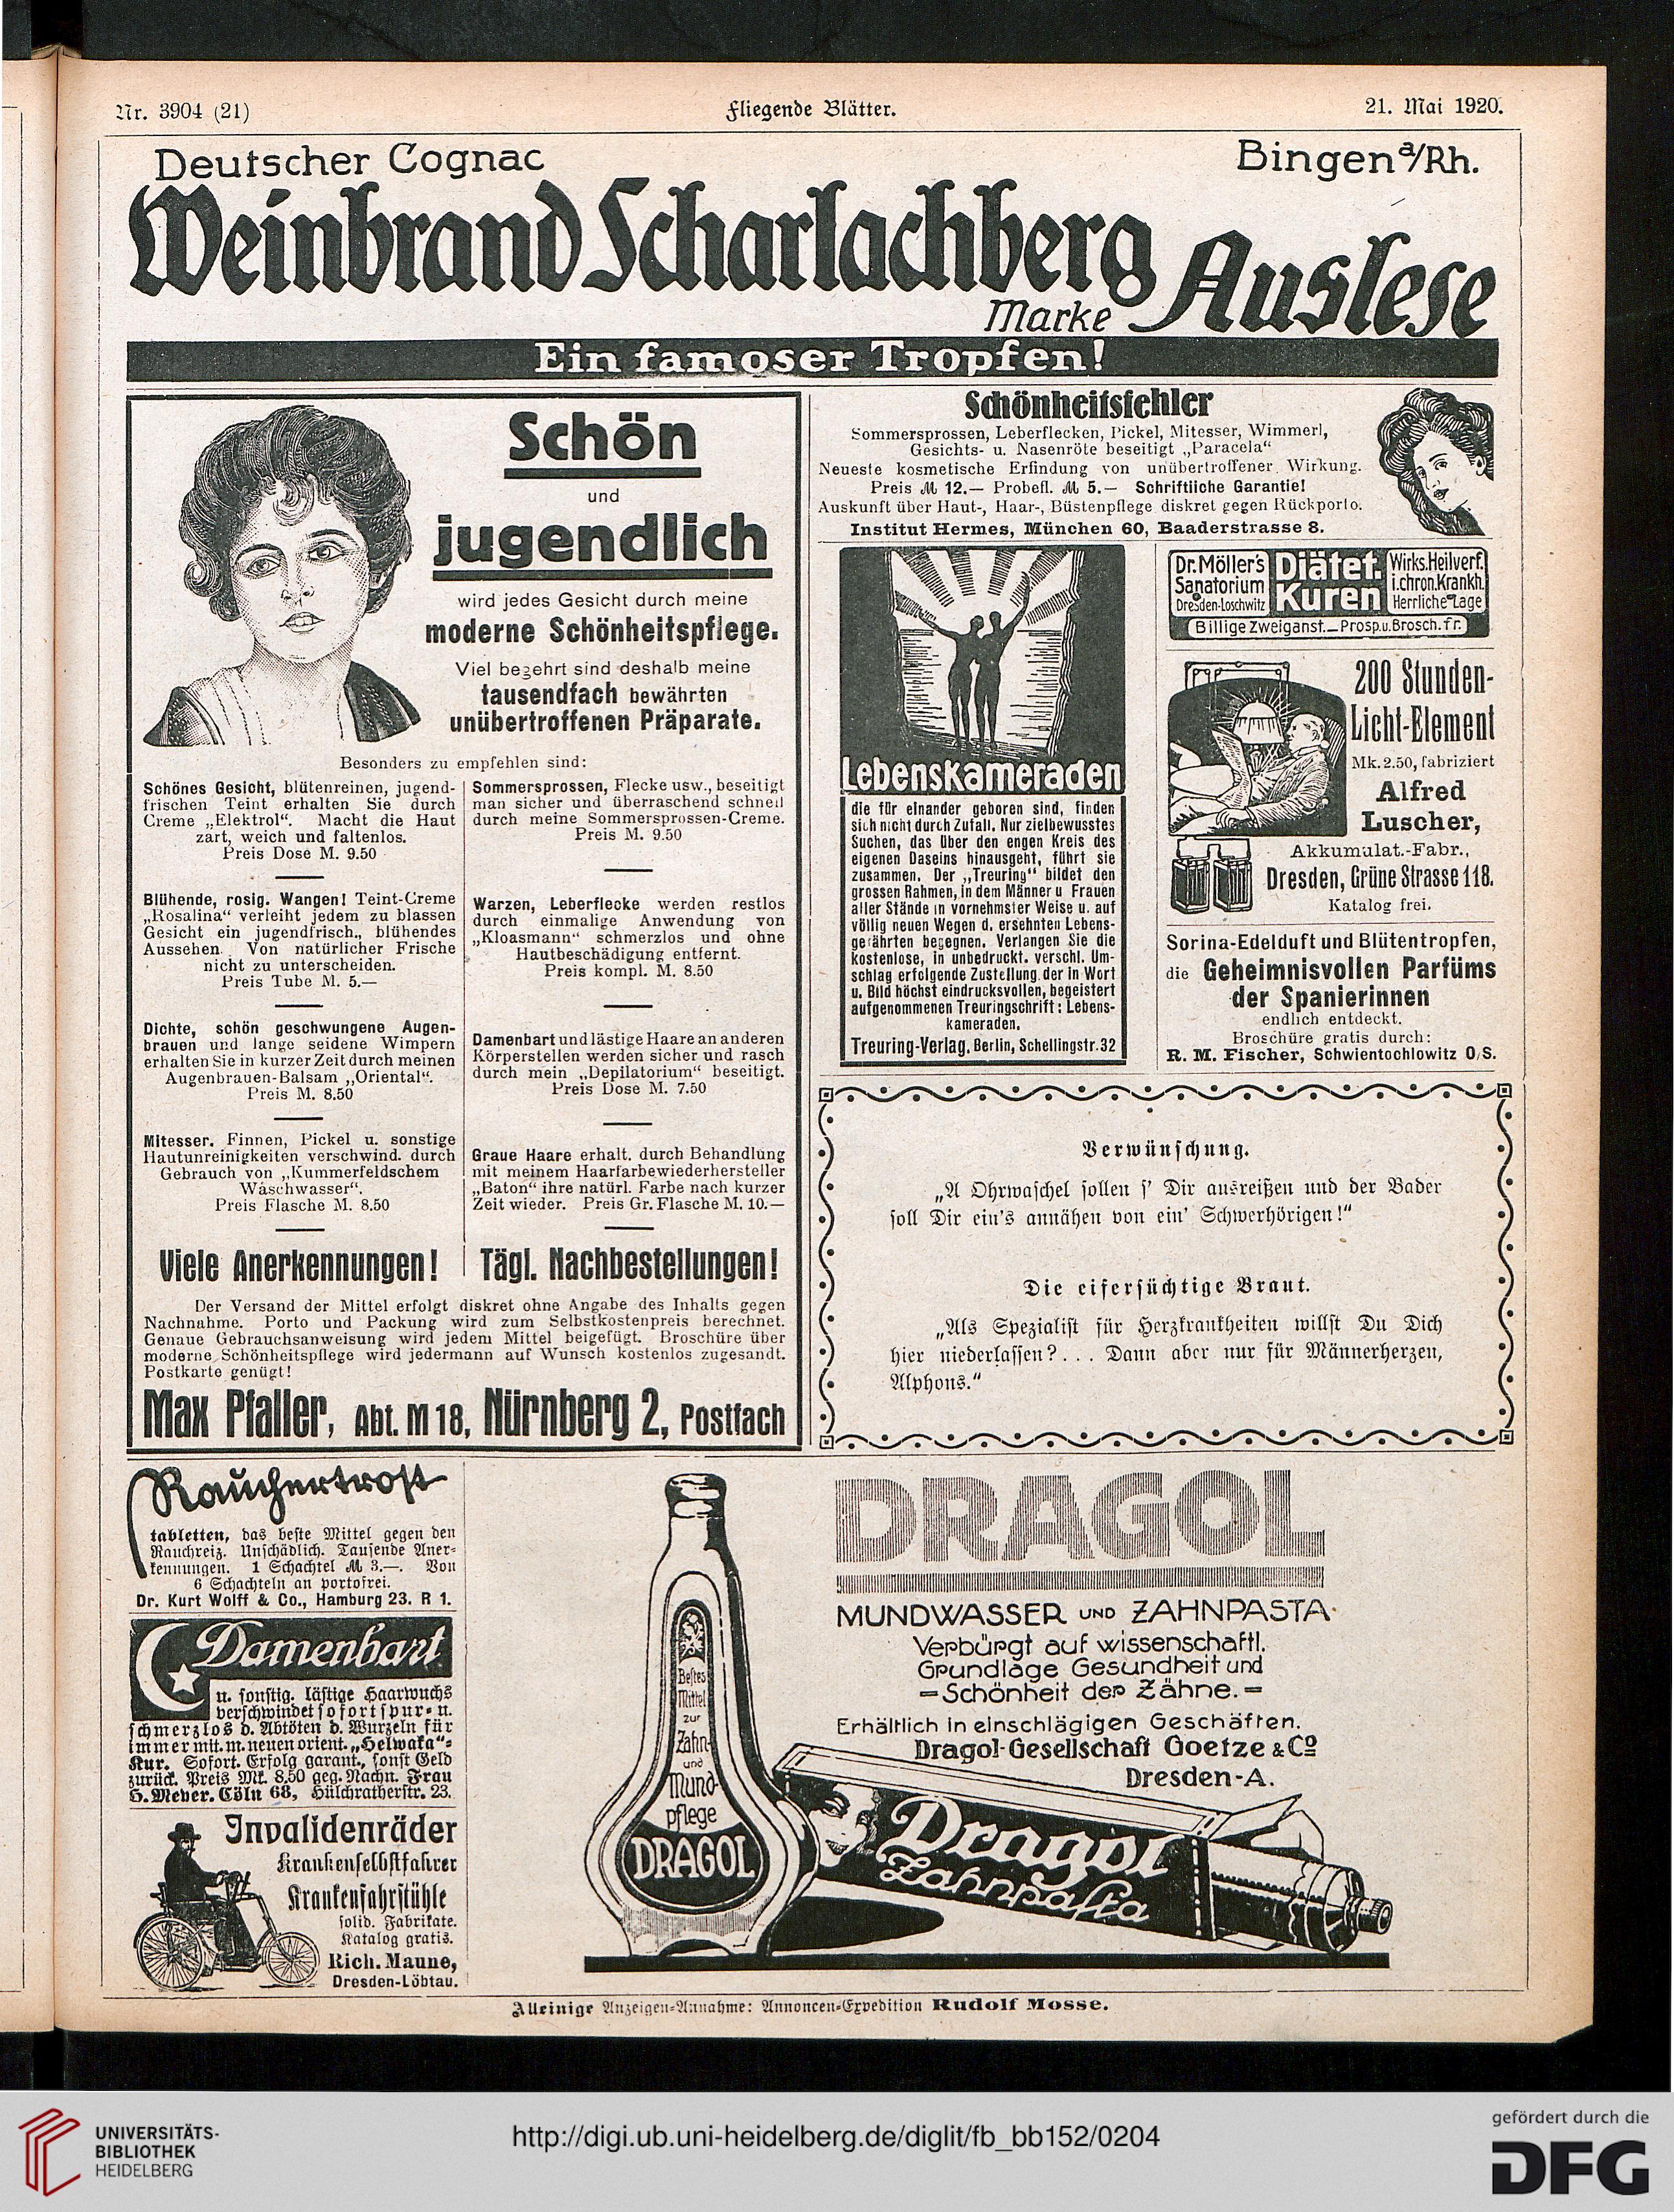 Nr. 3904 (21)
Fliegende Blätter.
21. Mai 1920.
Deutscher Cognac
Bingen a/Rh.
Weinbrand Scharlachberg
Marke Auslese
Ein famoser Tropfen!
Schön
und
jugendlich
wird jedes Gesicht durch meine
moderne Schönheitspflege.
Viel begehrt sind deshalb meine
tausendfach bewährten
unübertroffenen Präparate.
Besonders zu empfehlen sind:
Schönes Gesicht, blütenreinen, jugend-
frischen Teint erhalten Sie durch
Creme „Elektrol“. Macht die Haut
zart, weich und faltenlos.
Preis Dose M. 9.50
Blühende, rosig. Wangen! Teint-Creme
„Rosalina“ verleiht jedem zu blassen
Gesicht ein jugendfrisch., blühendes
Aussehen. Von natürlicher Frische
nicht zu unterscheiden.
Preis Tube M. 5.—
Dichte, schön geschwungene Augen-
brauen und lange seidene Wimpern
erhalten Sie in kurzer Zeit durch meinen
Augenbrauen-Balsam „Oriental“.
Preis M. 8.50
Mitesser. Finnen, Pickel u. sonstige
Hautunreinigkeiten verschwind. durch
Gebrauch von „Kummerfeldschem
Waschwasser“.
Preis Flasche M. 8.50
Sommersprossen, Flecke usw., beseitigt
man sicher und überraschend schnell
durch meine Sommersprossen-Creme.
Preis M. 9.50
Warzen, Leberflecke werden restlos
durch einmalige Anwendung von
„Kloasmann“ schmerzlos und ohne
Hautbeschädigung entfernt.
Preis kompl. M. 8.50
Damenbart und lästige Haare an anderen
Körperstellen werden sicher und rasch
durch mein „Depilatorium“ beseitigt.
Preis Dose M. 7.50
Graue Haare erhalt. durch Behandlung
mit meinem Haarfarbewiederhersteller
„Baton“ ihre natürl. Farbe nach kurzer
Zeit wieder. Preis Gr. Flasche M. 10.—
Viele Anerkennungen!
Tägl. Nachbestellungen!
Der Versand der Mittel erfolgt diskret ohne Angabe des Inhalts gegen
Nachnahme. Porto und Packung wird zum Selbstkostenpreis berechnet.
Genaue Gebrauchsanweisung wird jedem Mittel beigefügt. Broschüre über
moderne Schönheitspflege wird jedermann auf Wunsch kostenlos zugesandt.
Postkarte genügt!
Max Pfaller, Abt. M 18, Nürnberg 2, Postfach
Schönheitsfehler
Sommersprossen, Leberflecken, Pickel, Mitesser, Wimmerl,
Gesichts- u. Nasenröte beseitigt „Paracela“
Neueste kosmetische Erfindung von unübertroffener Wirkung.
Preis M 12.— Probefl. M 5.— Schriftliche Garantie!
Auskunft über Haut-, Haar-, Büstenpflege diskret gegen Rückporto.
Institut Hermes, München 60, Baaderstrasse 8.
Lebenskameraden
die für einander geboren sind, finden
sich nicht durch Zufall. Nur zielbewusstes
Suchen, das über den engen Kreis des
eigenen Daseins hinausgeht, führt sie
zusammen. Der „Treuring“ bildet den
grossen Rahmen, in dem Männer u Frauen
aller Stände in vornehmster Weise u. auf
völlig neuen Wegen d. ersehnten Lebens-
gefährten begegnen. Verlangen Sie die
kostenlose, in unbedruckt. verschl. Um-
schlag erfolgende Zustellung der in Wort
u. Bild höchst eindrucksvollen, begeistert
aufgenommenen Treuringschrift: Lebens-
kameraden.
Treuring-Verlag, Berlin, Schellingstr. 32
Dr. Möller's
Sanatorium
Dresden-Loschwitz
Diätet.
Kuren
Wirks. Heilverf.
i. chron. Krankh.
Herrliche Lage
Billige Zweiganst. — Prosp. u. Brosch. fr.
200 Stunden-
Licht-Element
Mk. 2.50, fabriziert
Alfred
Luscher,
Akkumulat.-Fabr.,
Dresden, Grüne Strasse 118.
Katalog frei.
Sorina-Edelduft und Blütentropfen,
die Geheimnisvollen Parfüms
der Spanierinnen
endlich entdeckt.
Broschüre gratis durch:
R. M. Fischer, Schwientochlowitz O/S.
Verwünschung.
„A Ohrwaschel sollen s' Dir ausreißen und der Bader
soll Dir ein's annähen von ein' Schwerhörigen!“
Die eifersüchtige Braut.
„Als Spezialist für Herzkrankheiten willst Du Dich
hier niederlassen? . . . Dann aber nur für Männerherzen,
Alphons.“
Rauchertrost
tabletten, das beste Mittel gegen den
Rauchreiz. Unschädlich. Tausende Aner-
kennungen. 1 Schachtel M 3.—. Von
6 Schachteln an portofrei.
Dr. Kurt Wolff & Co., Hamburg 23. R 1.
Damenbart
u. sonstig. lästige Haarwuchs
verschwindet sofort spur- u.
schmerzlos d. Abtöten d. Wurzeln für
immer mit. m. neuen orient. „Helwaka“-
Kur. Sofort. Erfolg garant., sonst Geld
zurück. Preis Mk. 8.50 geg. Nachn. Frau
H. Meyer. Cöln 68, Hülchratherstr. 23.
Invalidenräder
Krankenselbstfahrer
Krankenfahrstühle
solid. Fabrikate.
Katalog gratis.
Rich. Maune,
Dresden-Löbtau.
DRAGOL
MUNDWASSER UND ZAHNPASTA
Verbürgt auf wissenschaftl.
Grundlage Gesundheit und
Schönheit der Zähne.
Erhältlich in einschlägigen Geschäften.
Dragol-Gesellschaft Goetze & Co
Dresden-A.
Bestes
Mittel
zur
Zahn-
und
Mund-
pflege
DRAGOL
Dragol
Zahnpasta
Alleinige Anzeigen-Annahme: Annoncen-Expedition Rudolf Mosse.
UNIVERSITÄTS-
BIBLIOTHEK
HEIDELBERG
http://digi.ub.uni-heidelberg.de/diglit/fb_bb152/0204
gefördert durch die
DFG